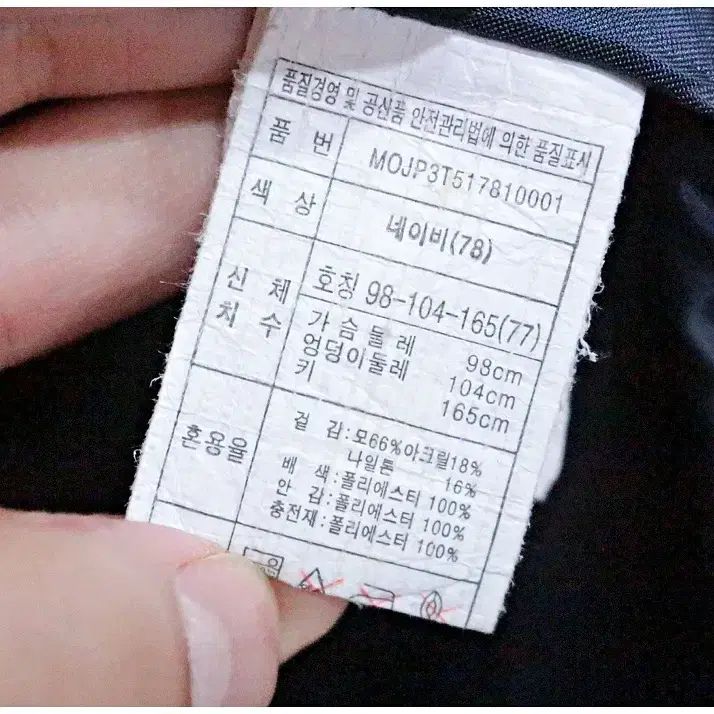 품질경영 및 공산품 안전관리법에 의한 품질표시
품 번 MOJP3T517810001
색 상 네이비(78)
신 체 치 수 호칭 98-104-165(77)
가 슴 둘 레 98cm
엉덩이둘레 104cm
키 165cm
혼용율 겉 감:모66%아크릴18%
나일론 16%
배 색:폴리에스터 100%
안 감:폴리에스터 100%
충전재:폴리에스터 100%